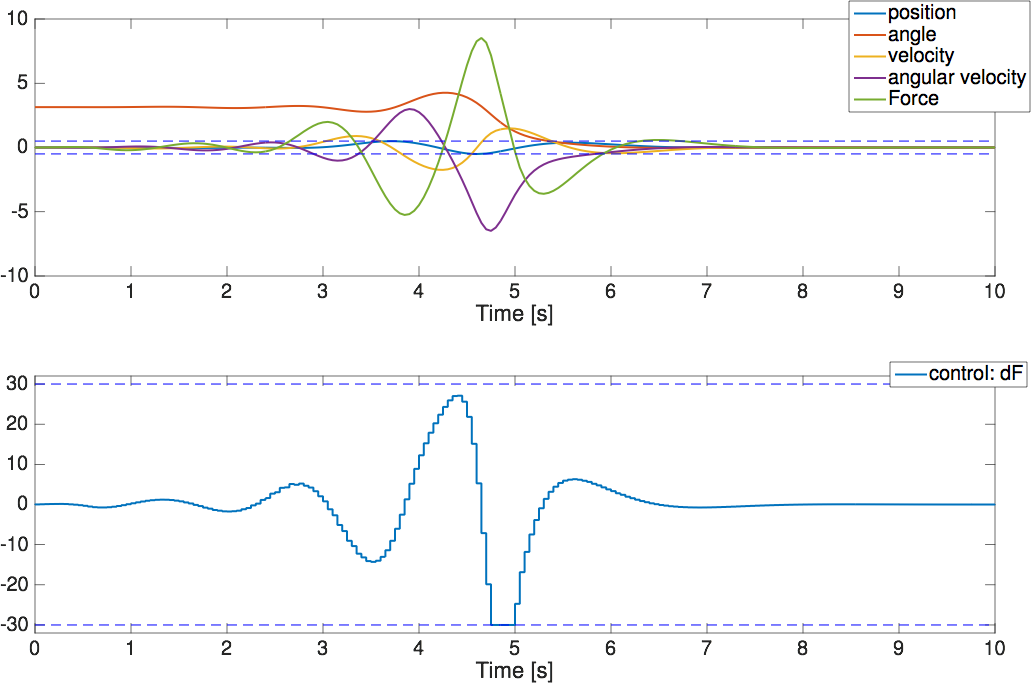 position
angle
velocity
angular velocity
Force
10
5
0
-5
-10
0 1 2 3 4 5 6 7 8 9 10
Time [s]
control: dF
30
20
10
0
-10
-20
-30
0 1 2 3 4 5 6 7 8 9 10
Time [s]